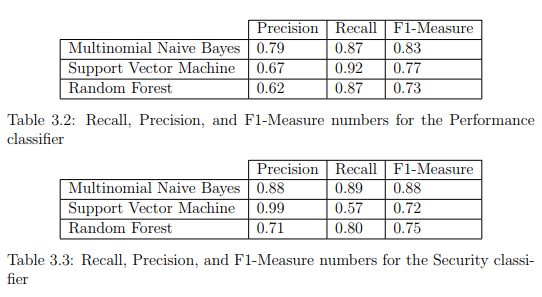 Precision Recall F1-Measure
Multinomial Naive Bayes 0.79 0.87 0.83
Support Vector Machine 0.67 0.92 0.77
Random Forest 0.62 0.87 0.73
Table 3.2: Recall, Precision, and F1-Measure numbers for the Performance
classifier
Precision Recall F1-Measure
Multinomial Naive Bayes 0.88 0.89 0.88
Support Vector Machine 0.99 0.57 0.72
Random Forest 0.71 0.80 0.75
Table 3.3: Recall, Precision, and F1-Measure numbers for the Security classi-
fier